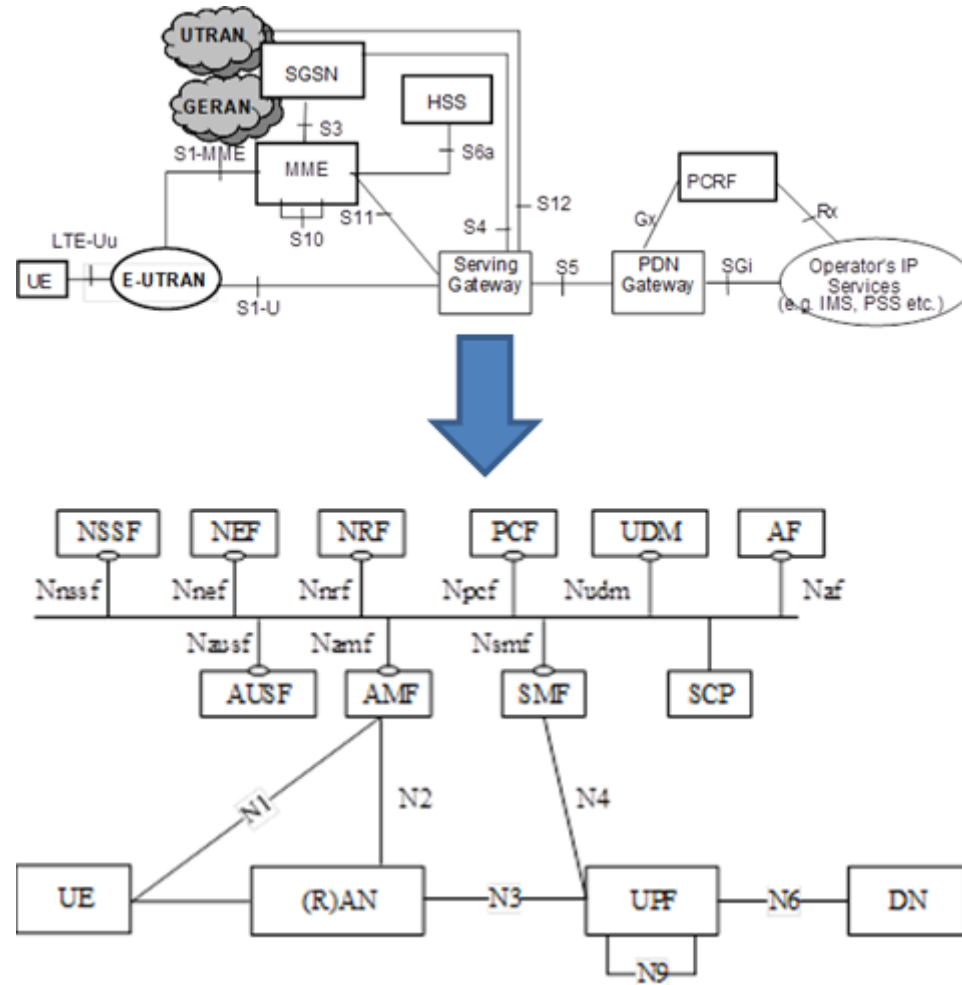 UTRAN
SGSN
HSS
GERAN
S3
S6a
S1-MME
MME
PCRF
S11
S12
Gx
Rx
S10
S4
LTE-Uu
UE
E-UTRAN
Serving
Gateway
S5
PDN
Gateway
SGi
Operator's IP
Services
(e.g. IMS, PSS etc.)
S1-U
NSSF
NEF
NRF
PCF
UDM
AF
Nnssf
Nnef
Nnrf
Npcf
Nudm
Naf
Nausf
Namf
Nsmf
AUSF
AMF
SMF
SCP
N1
N2
N4
UE
(R)AN
N3
UPF
N6
DN
N9